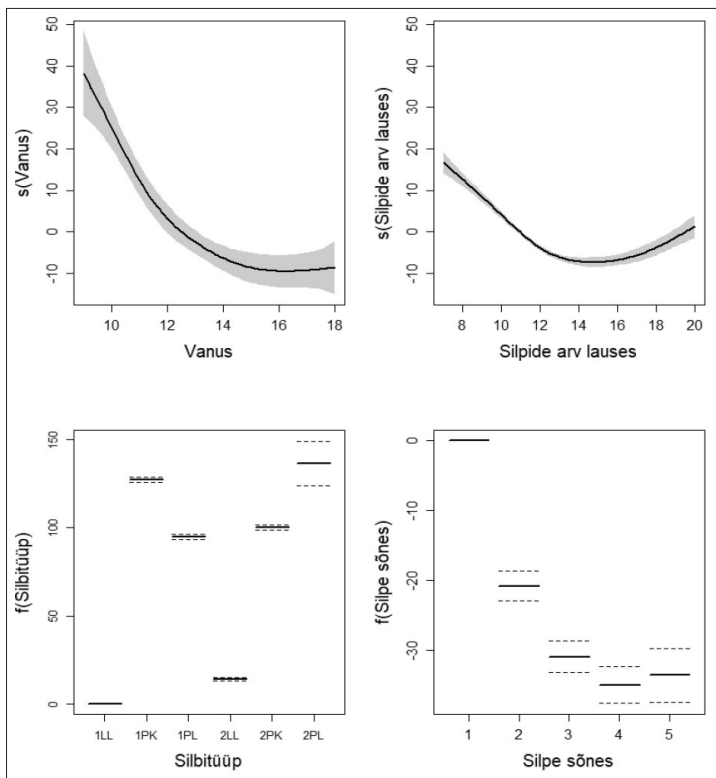 s(Vanus)
50
40
30
20
10
0
-10
10 12 14 16 18
Vanus
s(Silpide arv lauses)
50
40
30
20
10
0
-10
8 10 12 14 16 18 20
Silpide arv lauses
f(Silbitüüp)
150
100
50
0
1LL 1PK 1PL 2LL 2PK 2PL
Silbitüüp
f(Silpe sõnes)
0
-10
-20
-30
1 2 3 4 5
Silpe sõnes